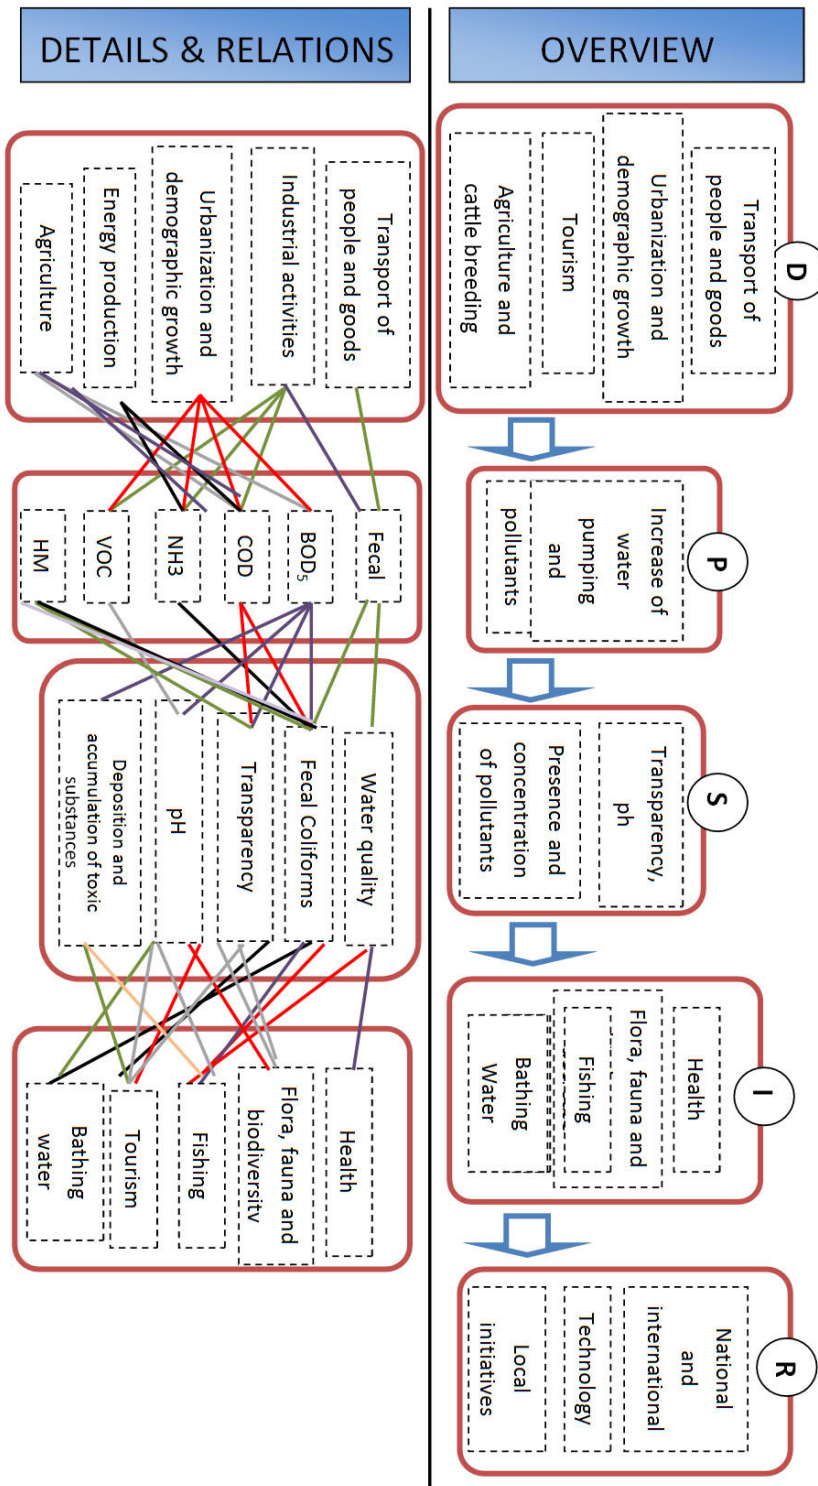 DETAILS & RELATIONS
OVERVIEW
D
Transport of
people and goods
Urbanization and
demographic growth
Tourism
Agriculture and
cattle breeding
P
Increase of
water
pumping
and
pollutants
S
Transparency,
ph
Presence and
concentration
of pollutants
I
Health
Flora, fauna and
Fishing
Bathing
Water
R
National
and
international
Technology
Local
initiatives
Transport of
people and goods
Industrial activities
Urbanization and
demographic growth
Energy production
Agriculture
Fecal
BOD₅
COD
NH3
VOC
HM
Water quality
Fecal Coliforms
Transparency
pH
Deposition and
accumulation of toxic
substances
Health
Flora, fauna and
biodiversity
Fishing
Tourism
Bathing
water